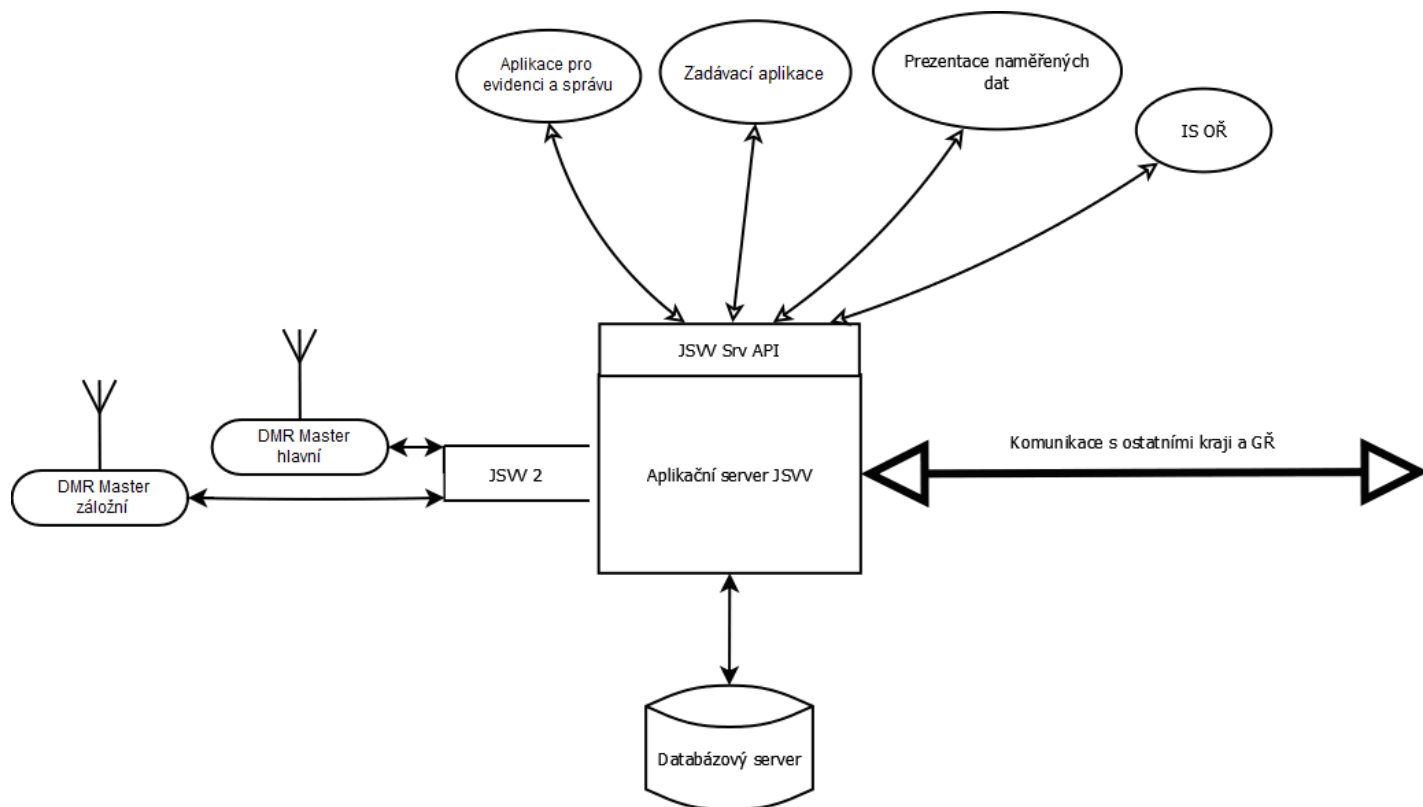 Aplikace pro
evidenci a správu
Zadávací aplikace
Prezentace naměřených
dat
IS OŘ
JSVV Srv API
DMR Master
hlavní
DMR Master
záložní
JSVV 2
Aplikační server JSVV
Komunikace s ostatními kraji a GŘ
Databázový server